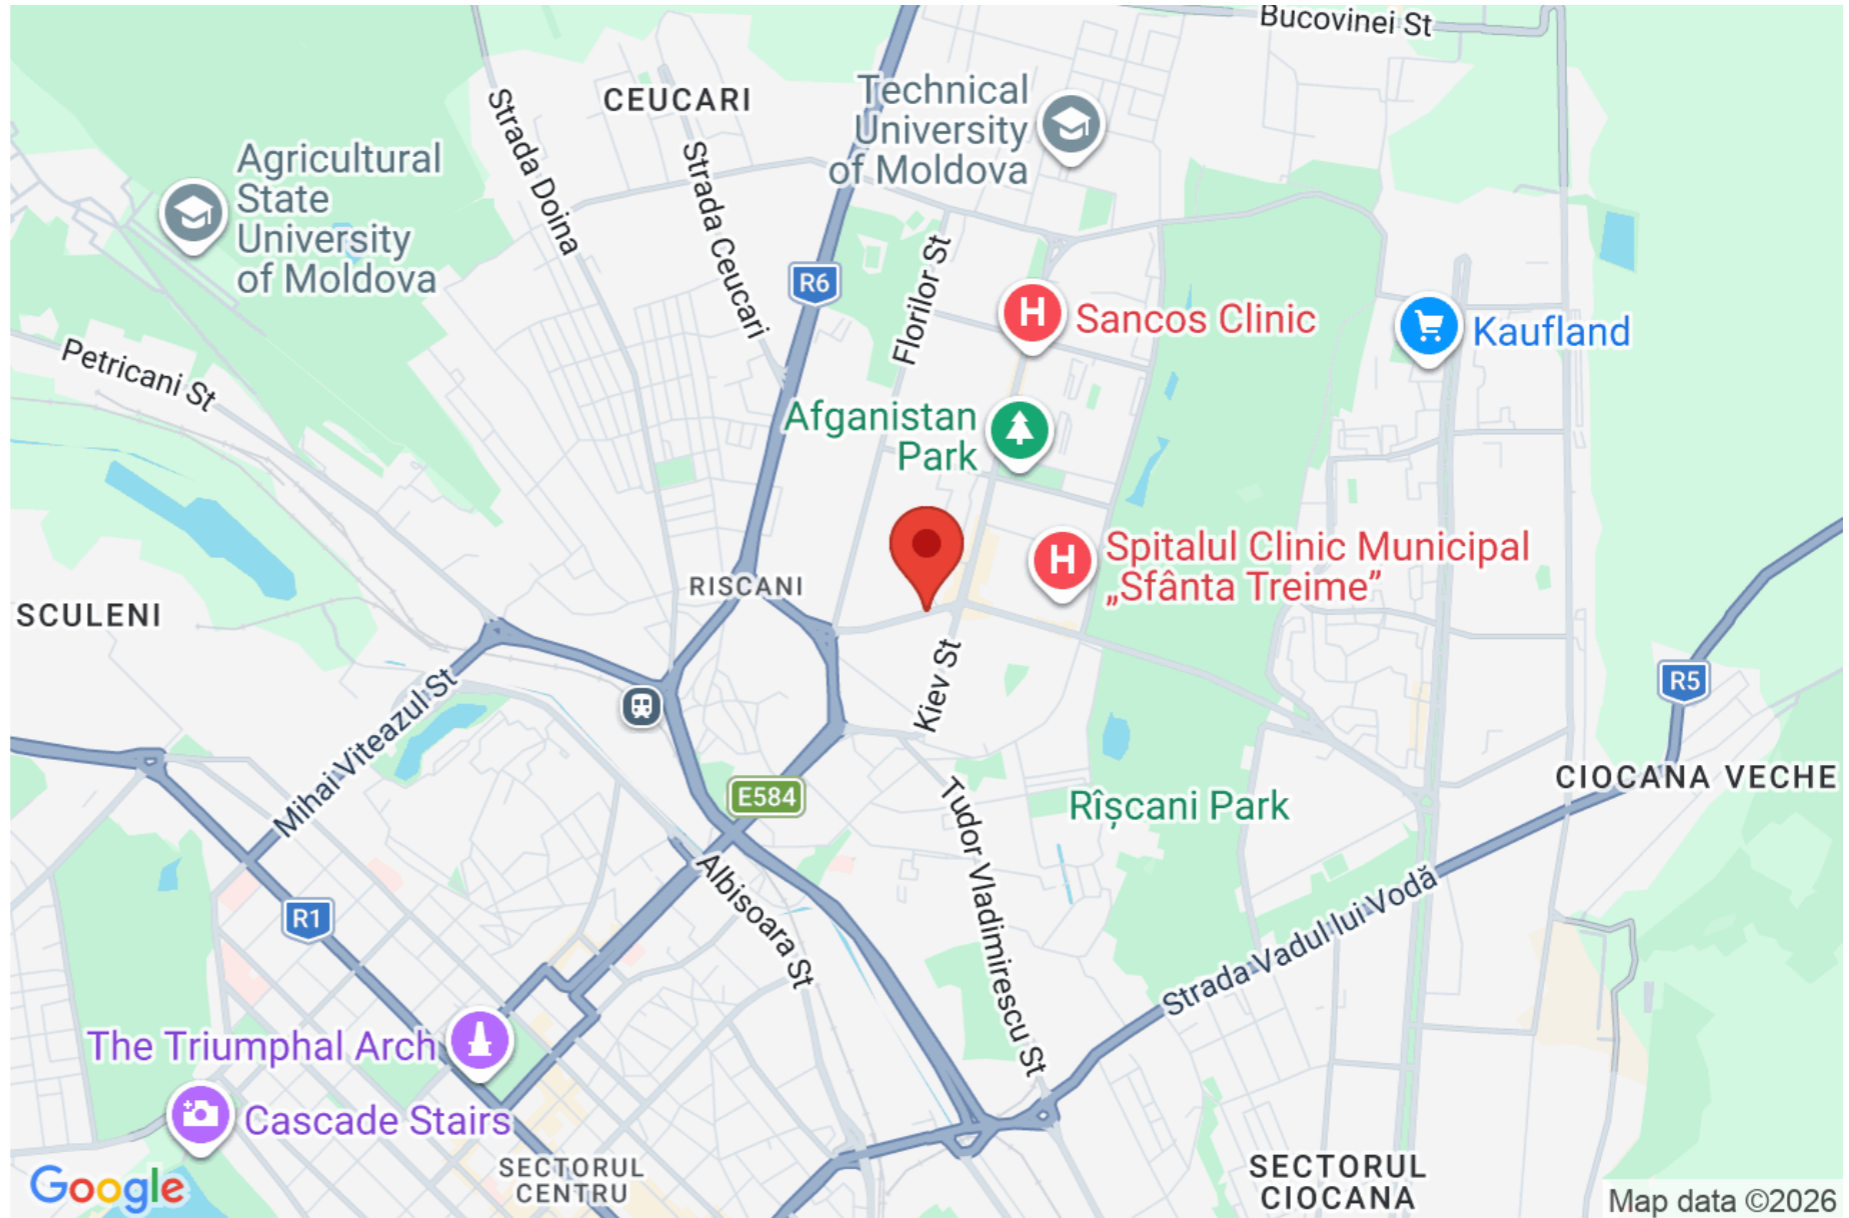 Bucovinei St
CEUCARI
Technical
University
of Moldova
Strada Doina
Strada Ceucari
Agricultural
State
University
of Moldova
R6
Florilor St
Sancos Clinic
Kaufland
Petricani St
Afganistan
Park
Spitalul Clinic Municipal
„Sfânta Treime”
RISCANI
SCULENI
Kiev St
R5
Mihai Viteazul St
CIOCANA VECHE
E584
Rîșcani Park
Tudor Vladimirescu St
Albisoara St
Strada Vadul lui Vodă
R1
The Triumphal Arch
Cascade Stairs
SECTORUL
CENTRU
SECTORUL
CIOCANA
Google
Map data ©2026